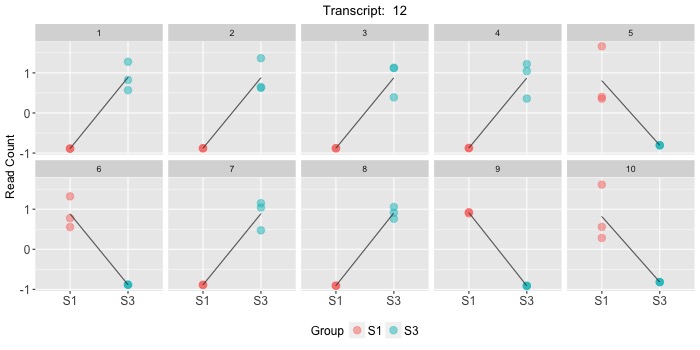 Transcript: 12
1 2 3 4 5
1
0
-1
6 7 8 9 10
1
0
-1
Read Count
S1 S3 S1 S3 S1 S3 S1 S3 S1 S3
Group S1 S3